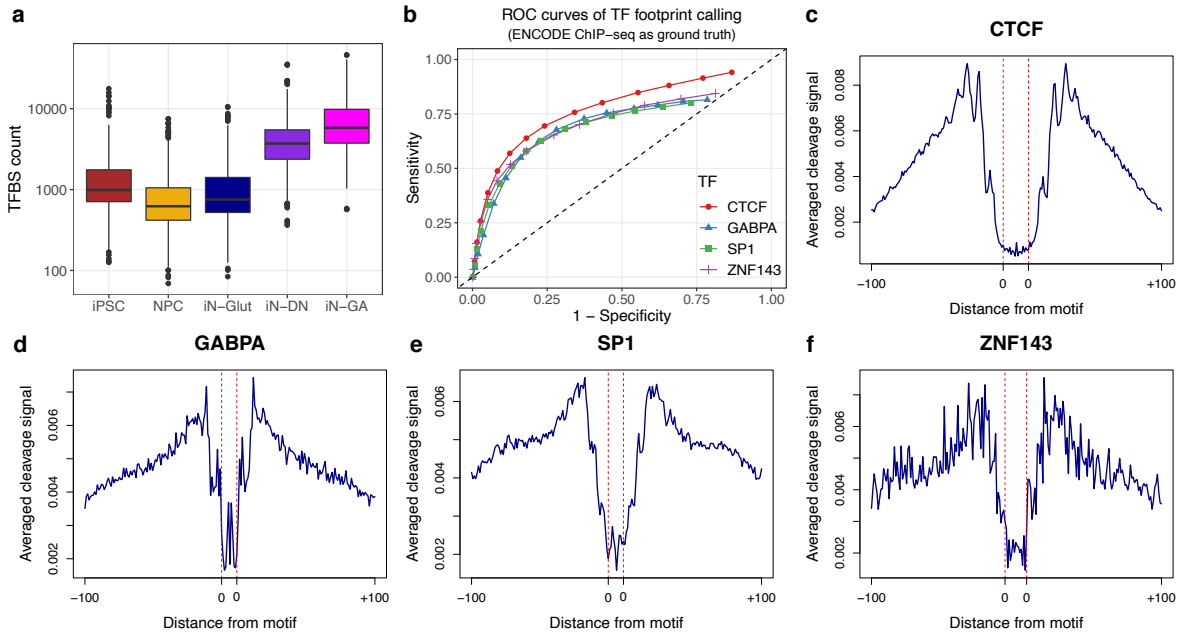 a
TFBS count
10000
1000
100
iPSC
NPC
iN−Glut
iN−DN
iN−GA
b
ROC curves of TF footprint calling
(ENCODE ChIP−seq as ground truth)
Sensitivity
1.00
0.75
0.50
0.25
0.00
TF
CTCF
GABPA
SP1
ZNF143
0.00
0.25
0.50
0.75
1.00
1 − Specificity
c
CTCF
Averaged cleavage signal
0.008
0.006
0.004
0.002
−100
0
0
+100
Distance from motif
d
GABPA
Averaged cleavage signal
0.006
0.004
0.002
−100
0
0
+100
Distance from motif
e
SP1
Averaged cleavage signal
0.006
0.004
0.002
−100
0
0
+100
Distance from motif
f
ZNF143
Averaged cleavage signal
0.006
0.004
0.002
−100
0
0
+100
Distance from motif